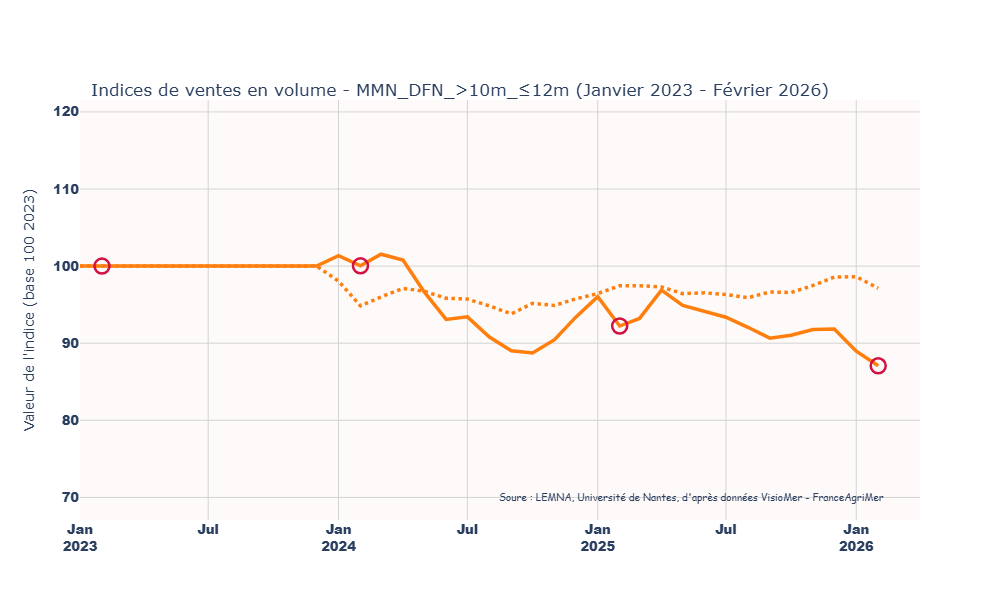 Indices de ventes en volume - MMN_DFN_>10m_≤12m (Janvier 2023 - Février 2026)
Valeur de l'indice (base 100 2023)
120
110
100
90
80
70
Soure : LEMNA, Université de Nantes, d'après données VisioMer - FranceAgriMer
Jan Jul Jan Jul Jan Jul Jan
2023 2024 2025 2026